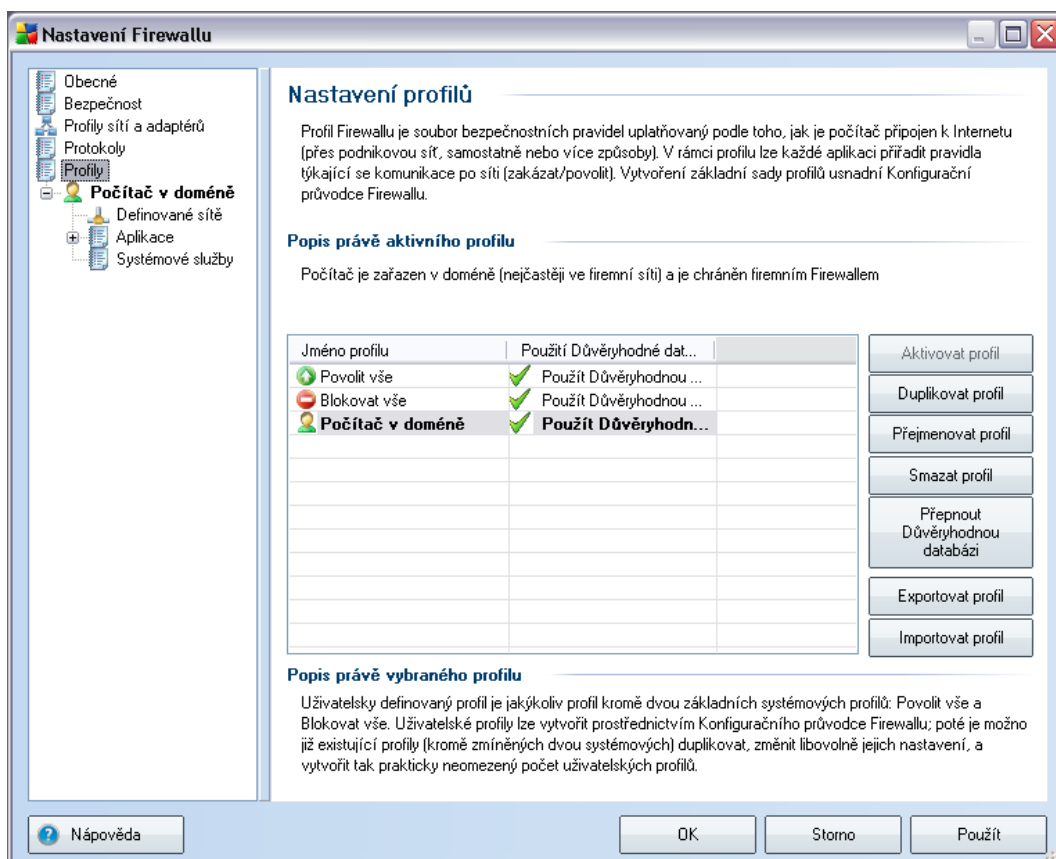 Nastavení Firewallu
Obecné
Bezpečnost
Profily sítí a adaptérů
Protokoly
Profily
Počítač v doméně
Definované sítě
Aplikace
Systémové služby
Nastavení profilů
Profil Firewallu je soubor bezpečnostních pravidel uplatňovaný podle toho, jak je počítač připojen k Internetu
(přes podnikovou síť, samostatně nebo více způsoby). V rámci profilu lze každé aplikaci přiřadit pravidla
týkající se komunikace po síti (zakázat/povolit). Vytvoření základní sady profilů usnadní Konfigurační
průvodce Firewallu.
Popis právě aktivního profilu
Počítač je zařazen v doméně (nejčastěji ve firemní síti) a je chráněn firemním Firewallem
Jméno profilu
Použití Důvěryhodné dat...
Povolit vše
Použít Důvěryhodnou ...
Blokovat vše
Použít Důvěryhodnou ...
Počítač v doméně
Použít Důvěryhodn...
Aktivovat profil
Duplikovat profil
Přejmenovat profil
Smazat profil
Přepnout
Důvěryhodnou
databázi
Exportovat profil
Importovat profil
Popis právě vybraného profilu
Uživatelsky definovaný profil je jakýkoliv profil kromě dvou základních systémových profilů: Povolit vše a
Blokovat vše. Uživatelské profily lze vytvořit prostřednictvím Konfiguračního průvodce Firewallu; poté je možno
již existující profily (kromě zmíněných dvou systémových) duplikovat, změnit libovolně jejich nastavení, a
vytvořit tak prakticky neomezený počet uživatelských profilů.
Nápověda
OK
Storno
Použít